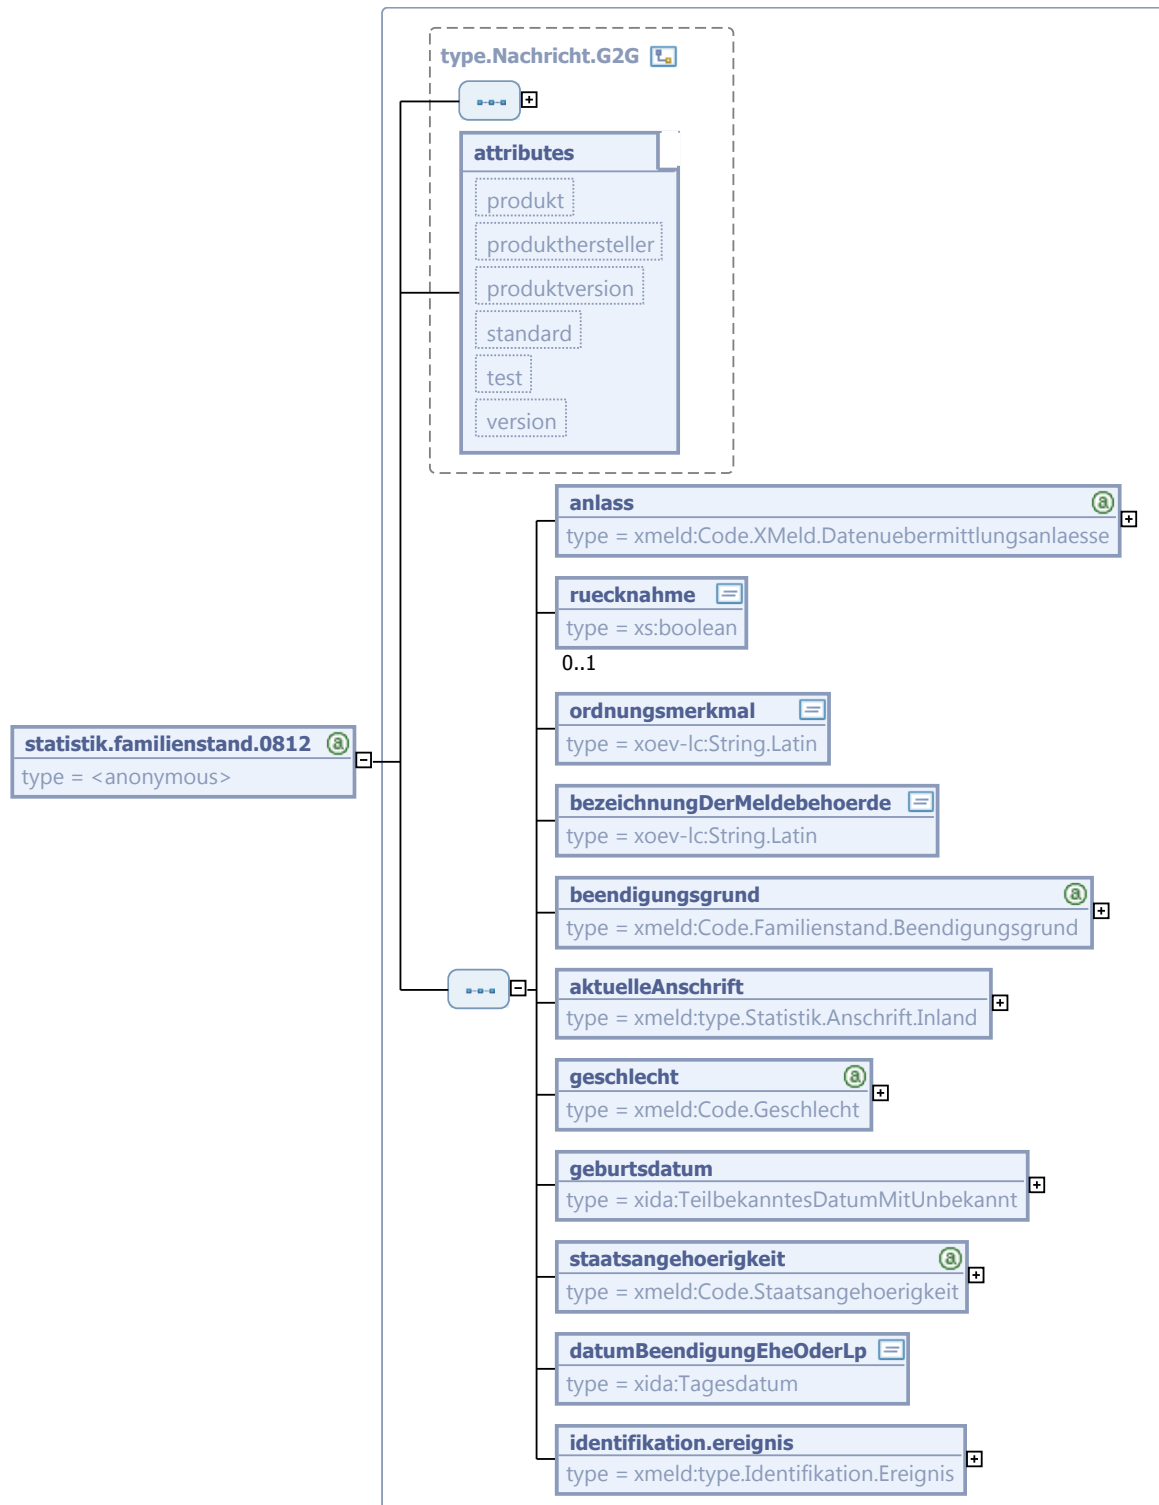 type.Nachricht.G2G
attributes
produkt
produkthersteller
produktversion
standard
test
version
anlass
type = xmeld:Code.XMeld.Datenuebermittlungsanlaesse
ruecknahme
type = xs:boolean
0..1
ordnungsmerkmal
type = xoev-lc:String.Latin
statistik.familienstand.0812
type = <anonymous>
bezeichnungDerMeldebehoerde
type = xoev-lc:String.Latin
beendigungsgrund
type = xmeld:Code.Familienstand.Beendigungsgrund
aktuelleAnschrift
type = xmeld:type.Statistik.Anschrift.Inland
geschlecht
type = xmeld:Code.Geschlecht
geburtsdatum
type = xida:TeilbekanntesDatumMitUnbekannt
staatsangehoerigkeit
type = xmeld:Code.Staatsangehoerigkeit
datumBeendigungEheOderLp
type = xida:Tagesdatum
identifikation.ereignis
type = xmeld:type.Identifikation.Ereignis